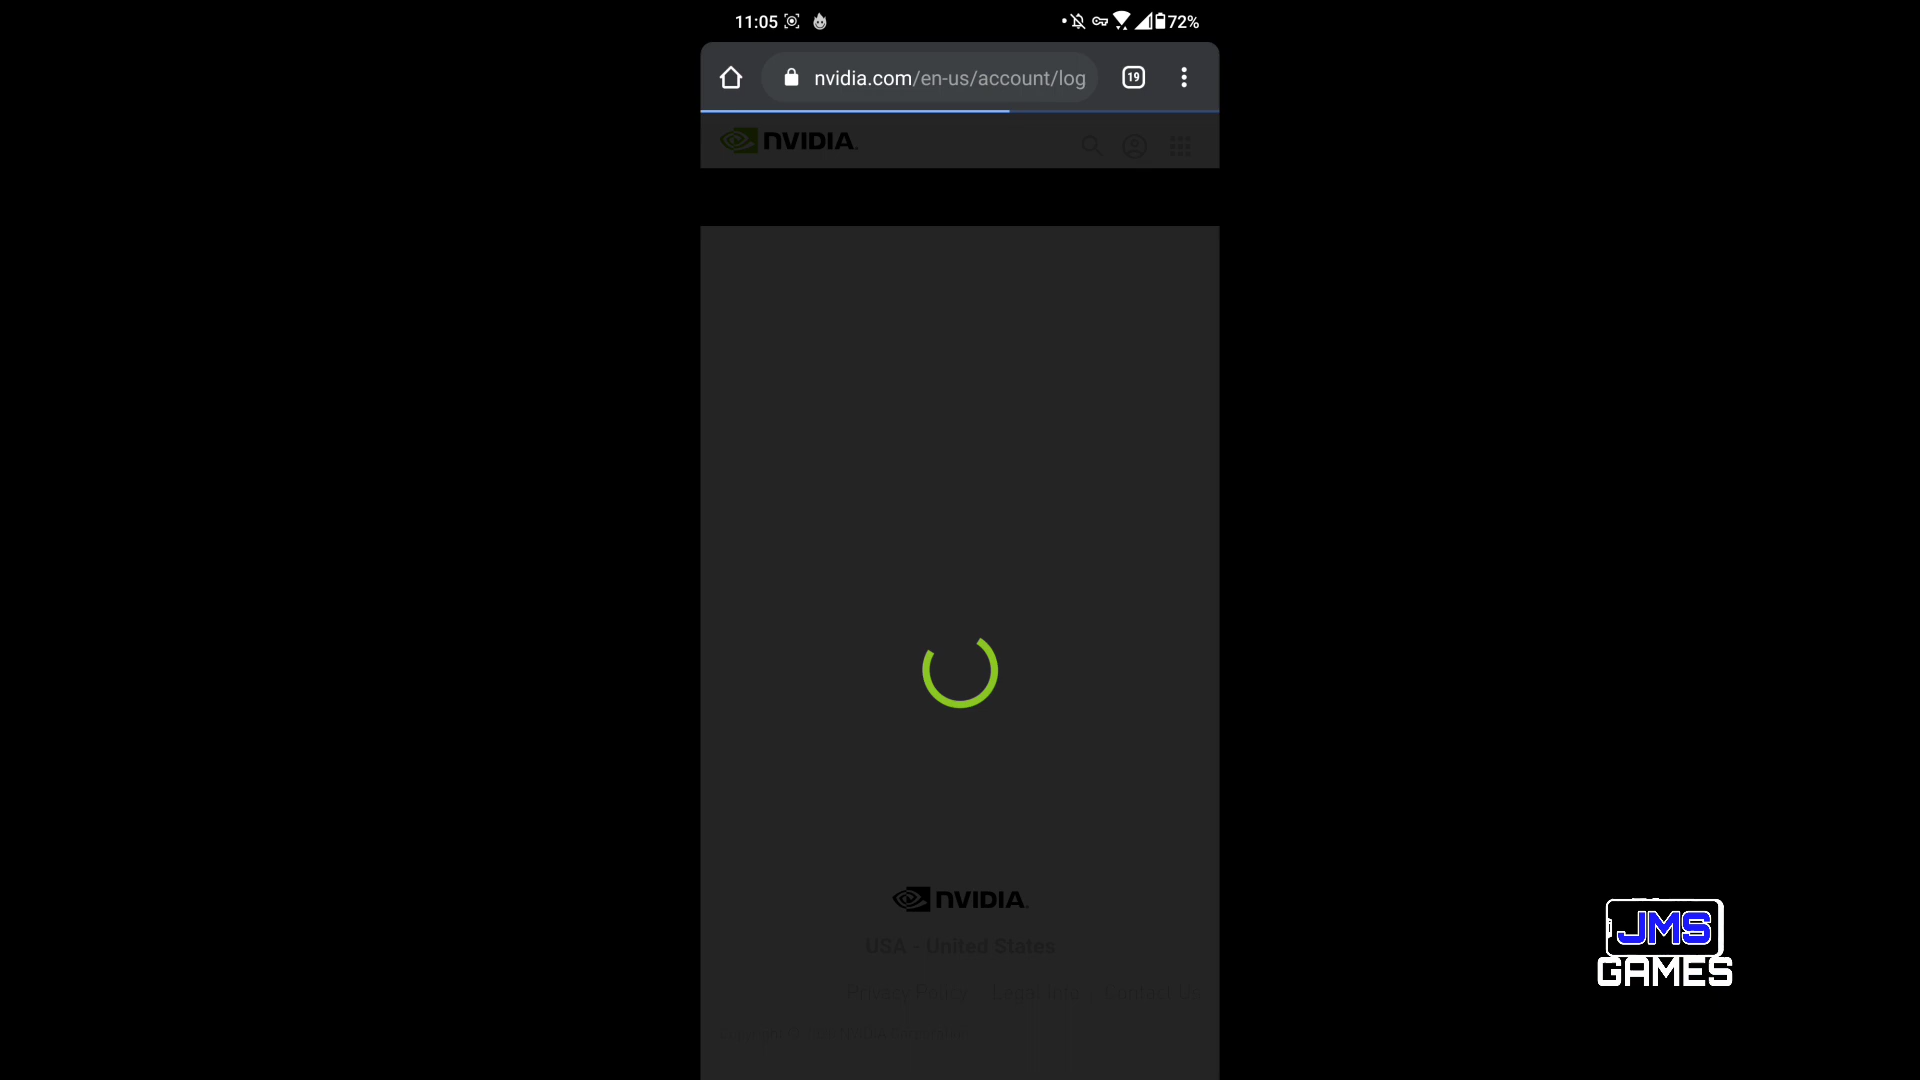 11:05
72%
nvidia.com/en-us/account/log
19
NVIDIA.
NVIDIA.
USA - United States
Privacy Policy Legal Info Contact Us
JMS
GAMES